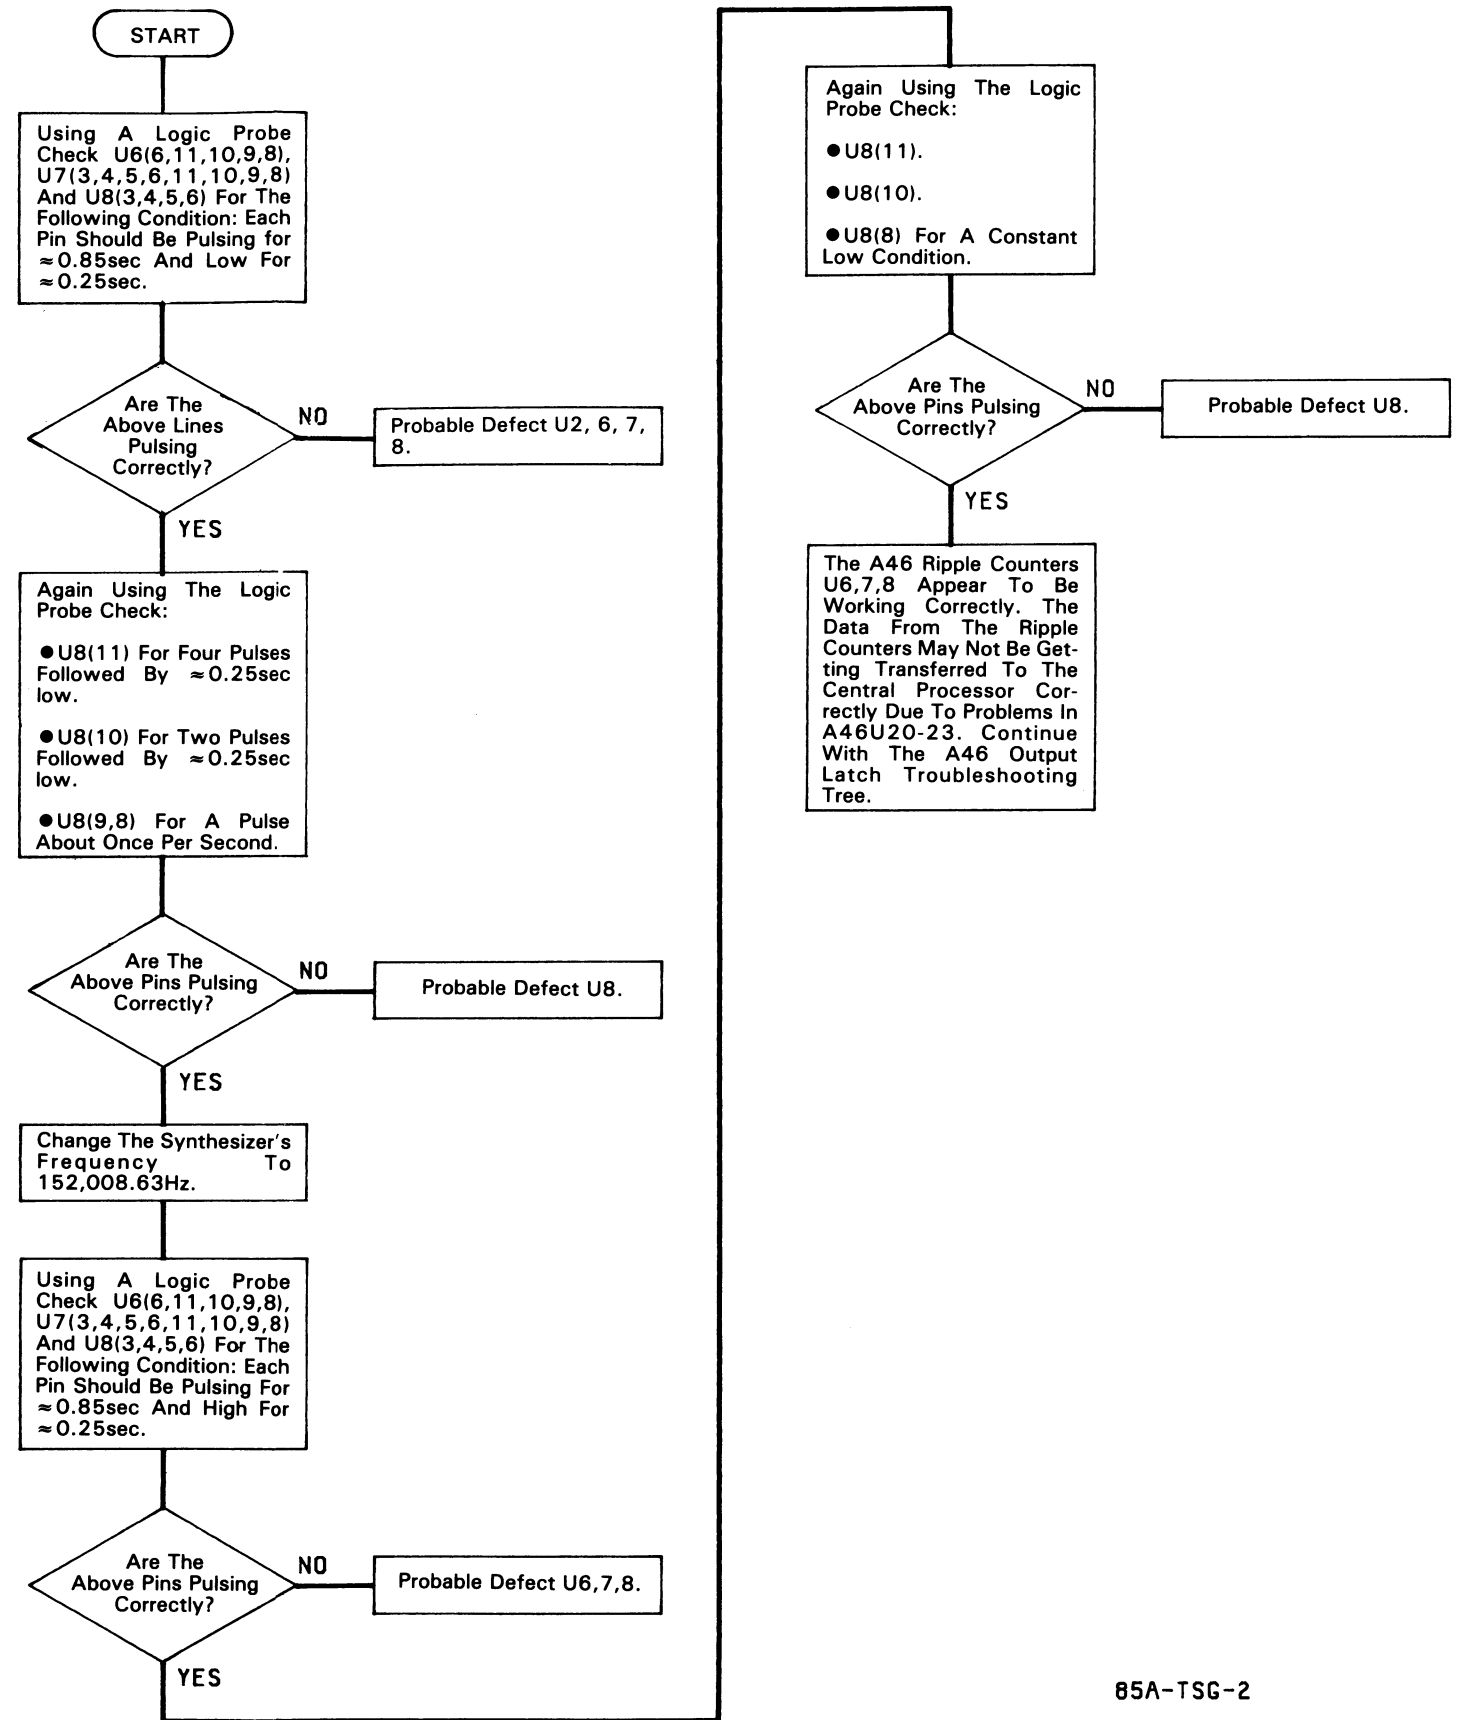 START
Using A Logic Probe
Check U6(6,11,10,9,8),
U7(3,4,5,6,11,10,9,8)
And U8(3,4,5,6) For The
Following Condition: Each
Pin Should Be Pulsing for
≈0.85sec And Low For
≈0.25sec.
Are The
Above Lines
Pulsing
Correctly?
NO
Probable Defect U2, 6, 7,
8.
YES
Again Using The Logic
Probe Check:
●U8(11) For Four Pulses
Followed By ≈0.25sec
low.
●U8(10) For Two Pulses
Followed By ≈0.25sec
low.
●U8(9,8) For A Pulse
About Once Per Second.
Are The
Above Pins Pulsing
Correctly?
NO
Probable Defect U8.
YES
Change The Synthesizer's
Frequency To
152,008.63Hz.
Using A Logic Probe
Check U6(6,11,10,9,8),
U7(3,4,5,6,11,10,9,8)
And U8(3,4,5,6) For The
Following Condition: Each
Pin Should Be Pulsing For
≈0.85sec And High For
≈0.25sec.
Are The
Above Pins Pulsing
Correctly?
NO
Probable Defect U6,7,8.
YES
Again Using The Logic
Probe Check:
●U8(11).
●U8(10).
●U8(8) For A Constant
Low Condition.
Are The
Above Pins Pulsing
Correctly?
NO
Probable Defect U8.
YES
The A46 Ripple Counters
U6,7,8 Appear To Be
Working Correctly. The
Data From The Ripple
Counters May Not Be Get-
ting Transferred To The
Central Processor Cor-
rectly Due To Problems In
A46U20-23. Continue
With The A46 Output
Latch Troubleshooting
Tree.
85A-TSG-2